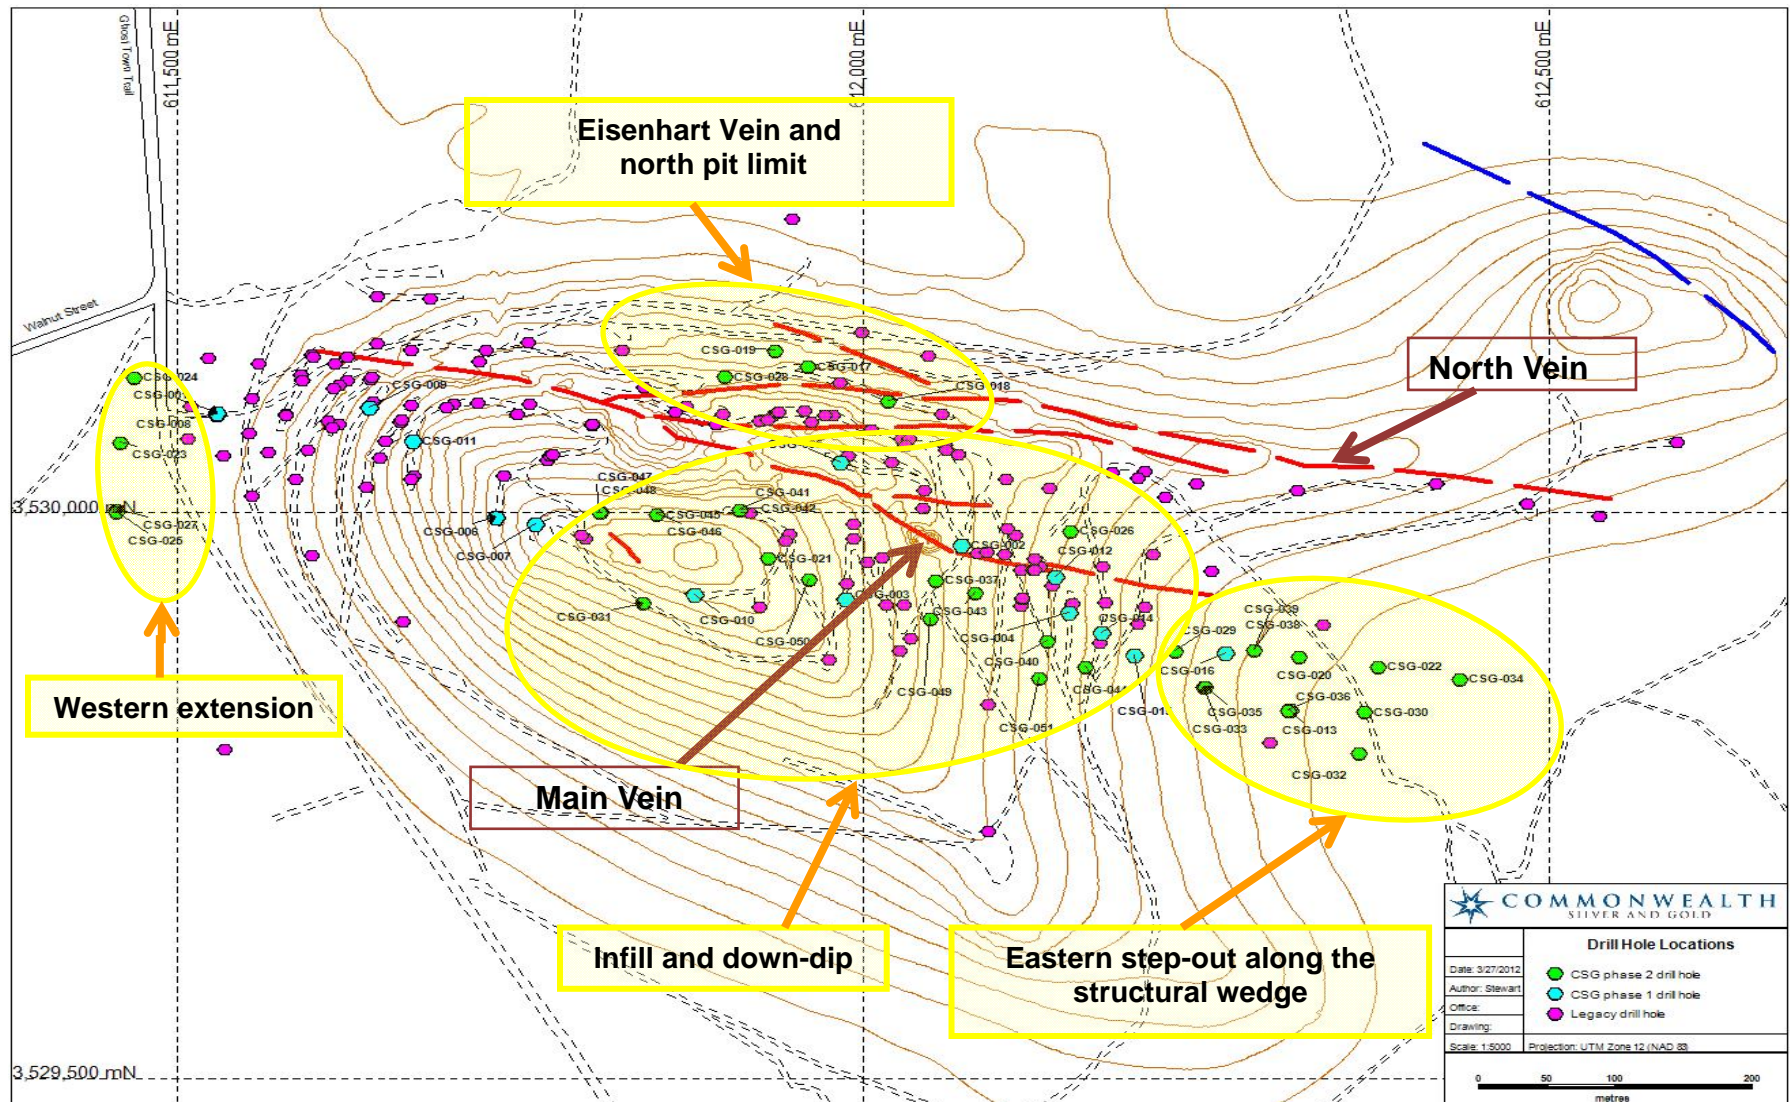 Ghost Town Trail
611,500 mE
612,000 mE
612,500 mE
Eisenhart Vein and
north pit limit
Walnut Street
North Vein
CSG-019
CSG-017
CSG-028
CSG-018
CSG-024
CSG-009
CSG-008
CSG-011
CSG-023
CSG-047
CSG-048
CSG-041
CSG-042
CSG-045
CSG-046
3,530,000 mN
CSG-027
CSG-025
CSG-006
CSG-007
CSG-002
CSG-026
CSG-012
CSG-021
CSG-037
CSG-003
CSG-043
CSG-031
CSG-010
CSG-050
CSG-004
CSG-014
CSG-039
CSG-038
CSG-029
CSG-040
CSG-016
CSG-020
CSG-022
CSG-034
CSG-049
CSG-044
CSG-036
CSG-035
CSG-030
CSG-033
CSG-013
CSG-051
CSG-032
Western extension
Main Vein
Infill and down-dip
Eastern step-out along the
structural wedge
COMMONWEALTH
SILVER AND GOLD
Drill Hole Locations
Date: 3/27/2012
CSG phase 2 drill hole
Author: Stewart
CSG phase 1 drill hole
Office:
Legacy drill hole
Drawing:
Scale: 1:5000
Projection: UTM Zone 12 (NAD 83)
0 50 100 200
metres
3,529,500 mN